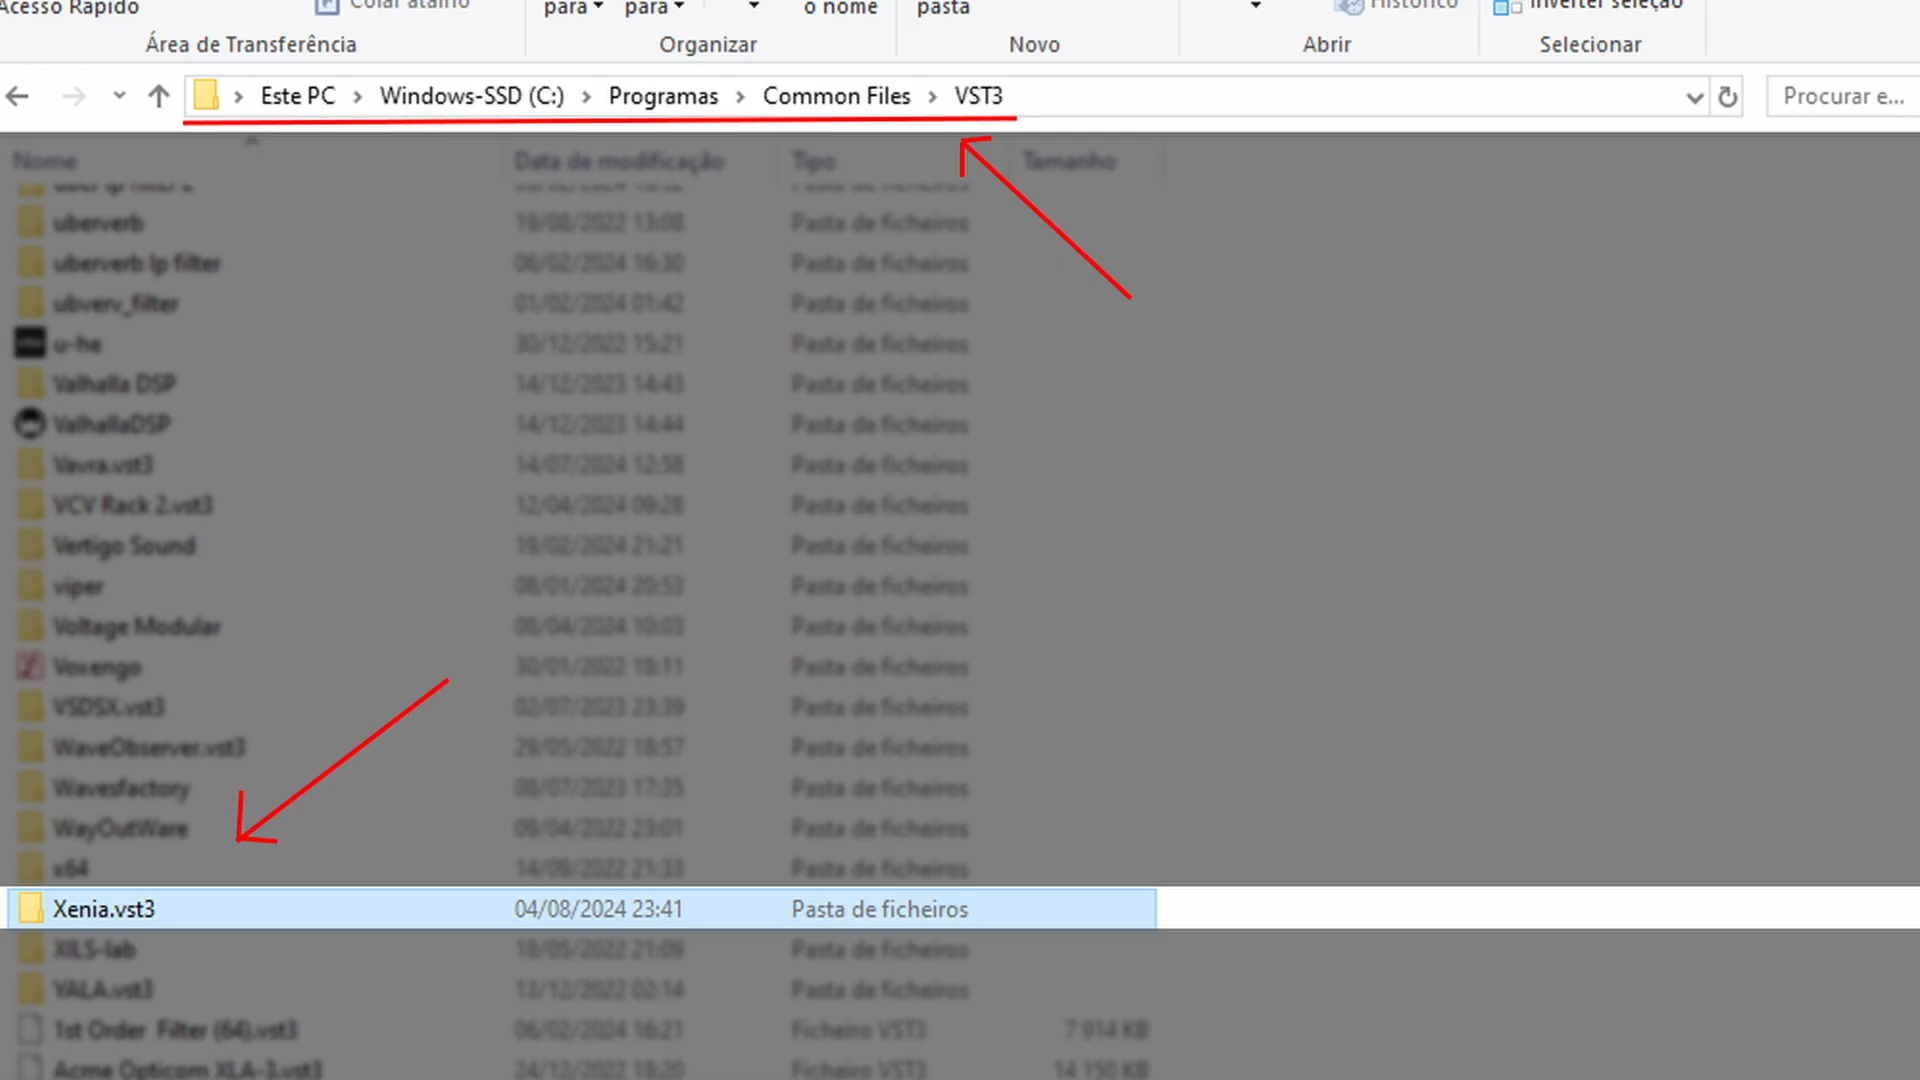 Acesso Rápido
Colar atalho
para
para
o nome
pasta
Histórico
Inverter seleção
Área de Transferência
Organizar
Novo
Abrir
Selecionar
Este PC > Windows-SSD (C:) > Programas > Common Files > VST3
Procurar e...
Nome Data de modificação Tipo Tamanho
uberverb 19/08/2022 13:08 Pasta de ficheiros
uberverb lp filter 06/02/2024 16:30 Pasta de ficheiros
ubverv_filter 01/02/2024 01:42 Pasta de ficheiros
u-he 30/12/2022 15:21 Pasta de ficheiros
Valhalla DSP 14/12/2023 14:43 Pasta de ficheiros
ValhallaDSP 14/12/2023 14:44 Pasta de ficheiros
Vavra.vst3 14/07/2024 12:58 Pasta de ficheiros
VCV Rack 2.vst3 12/04/2024 09:28 Pasta de ficheiros
Vertigo Sound 19/02/2024 21:21 Pasta de ficheiros
viper 08/01/2024 20:53 Pasta de ficheiros
Voltage Modular 08/04/2024 10:03 Pasta de ficheiros
Voxengo 30/01/2022 18:11 Pasta de ficheiros
VSDSX.vst3 02/07/2023 23:39 Pasta de ficheiros
WaveObserver.vst3 29/05/2022 18:57 Pasta de ficheiros
Wavesfactory 08/07/2023 17:35 Pasta de ficheiros
WayOutWare 09/04/2022 23:01 Pasta de ficheiros
x64 14/09/2022 21:33 Pasta de ficheiros
Xenia.vst3 04/08/2024 23:41 Pasta de ficheiros
XILS-lab 18/05/2022 21:09 Pasta de ficheiros
YALA.vst3 13/12/2022 02:14 Pasta de ficheiros
1st Order Filter (64).vst3 06/02/2024 16:21 Ficheiro VST3 7 914 KB
Acme Opticom XLA-3.vst3 24/12/2022 18:20 Ficheiro VST3 14 150 KB